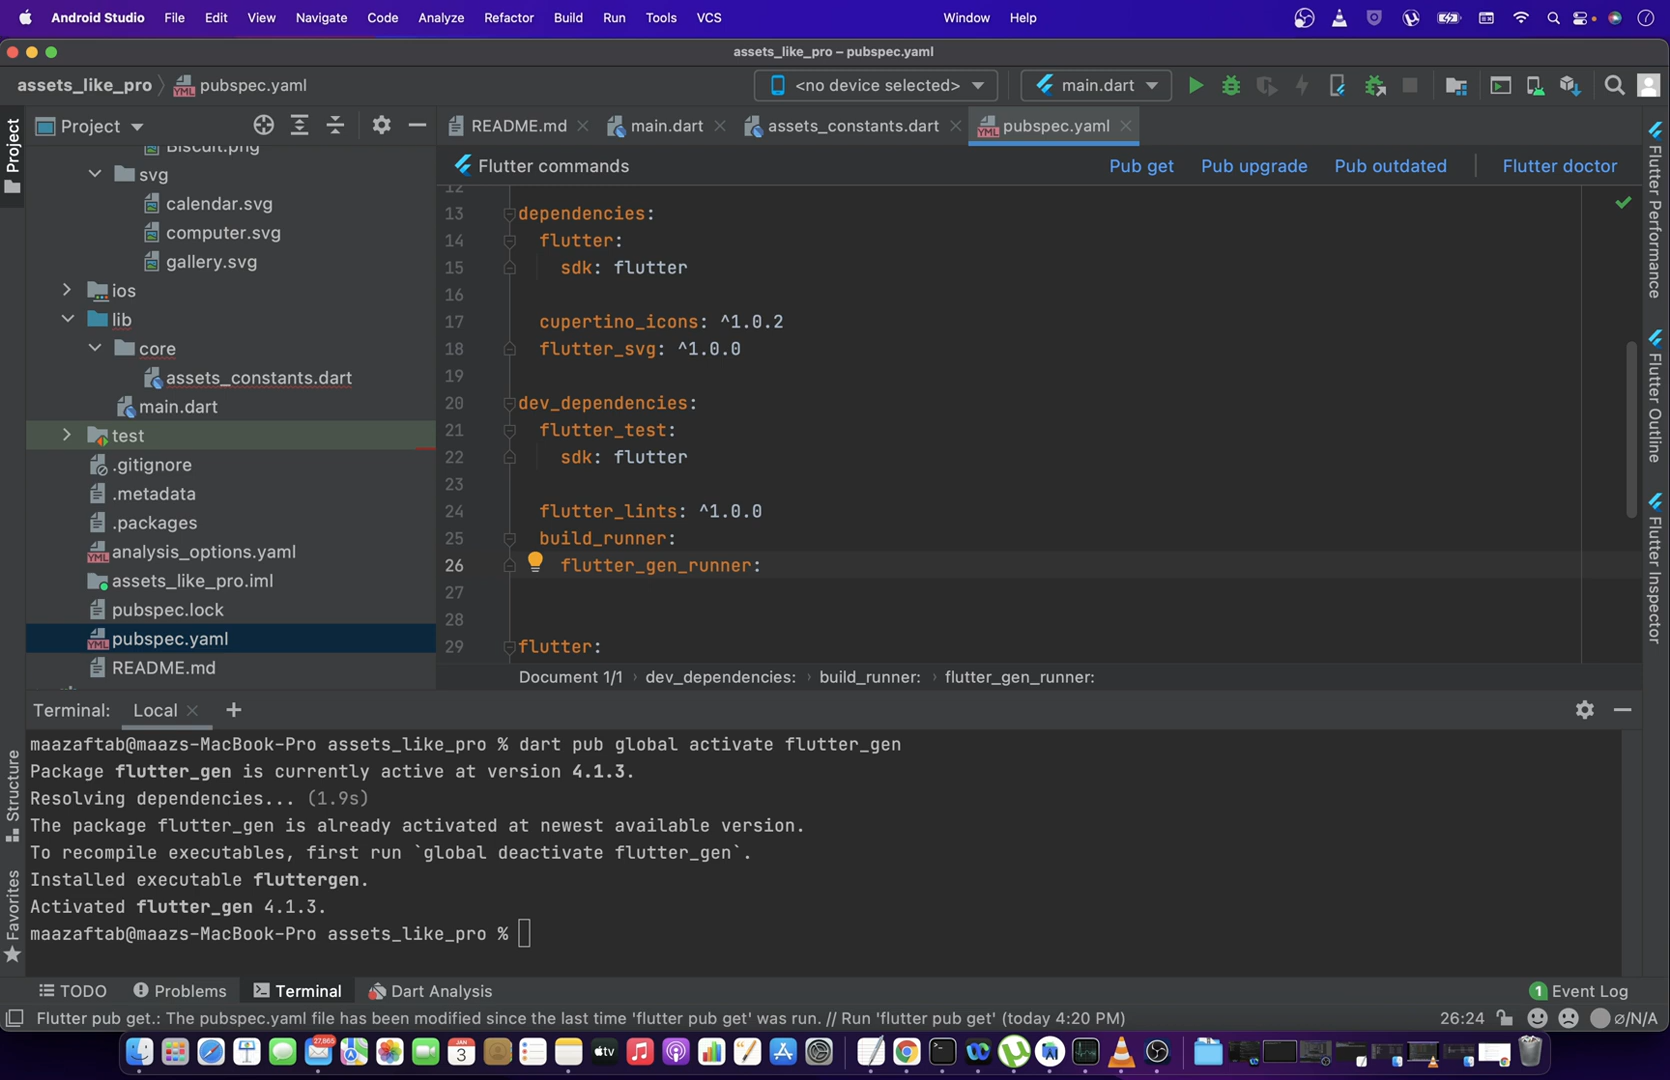 Android Studio File Edit View Navigate Code Analyze Refactor Build Run Tools VCS Window Help
assets_like_pro – pubspec.yaml
assets_like_pro pubspec.yaml <no device selected> main.dart
Project README.md main.dart assets_constants.dart pubspec.yaml
Flutter commands Pub get Pub upgrade Pub outdated Flutter doctor
Biscuit.png
svg
calendar.svg
computer.svg
gallery.svg
ios
lib
core
assets_constants.dart
main.dart
test
.gitignore
.metadata
.packages
analysis_options.yaml
assets_like_pro.iml
pubspec.lock
pubspec.yaml
README.md
12
13 dependencies:
14 flutter:
15 sdk: flutter
16
17 cupertino_icons: ^1.0.2
18 flutter_svg: ^1.0.0
19
20 dev_dependencies:
21 flutter_test:
22 sdk: flutter
23
24 flutter_lints: ^1.0.0
25 build_runner:
26 flutter_gen_runner:
27
28
29 flutter:
Document 1/1 › dev_dependencies: › build_runner: › flutter_gen_runner:
Project
Structure
Favorites
Flutter Performance
Flutter Outline
Flutter Inspector
Terminal: Local
maazaftab@maazs-MacBook-Pro assets_like_pro % dart pub global activate flutter_gen
Package flutter_gen is currently active at version 4.1.3.
Resolving dependencies... (1.9s)
The package flutter_gen is already activated at newest available version.
To recompile executables, first run `global deactivate flutter_gen`.
Installed executable fluttergen.
Activated flutter_gen 4.1.3.
maazaftab@maazs-MacBook-Pro assets_like_pro %
TODO Problems Terminal Dart Analysis 1 Event Log
Flutter pub get.: The pubspec.yaml file has been modified since the last time 'flutter pub get' was run. // Run 'flutter pub get' (today 4:20 PM) 26:24 ⌀/N/A
27,865
JAN
3
tv